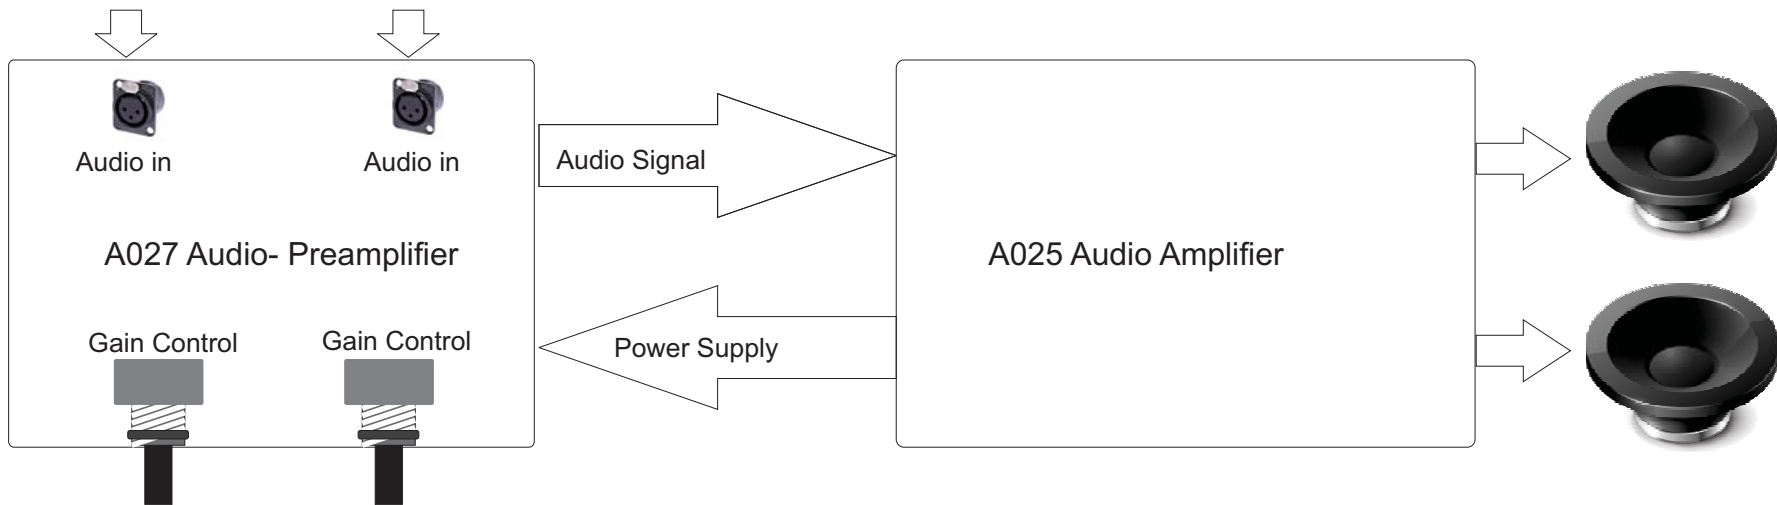 Audio in
Audio in
Audio Signal
A027 Audio- Preamplifier
A025 Audio Amplifier
Gain Control
Gain Control
Power Supply